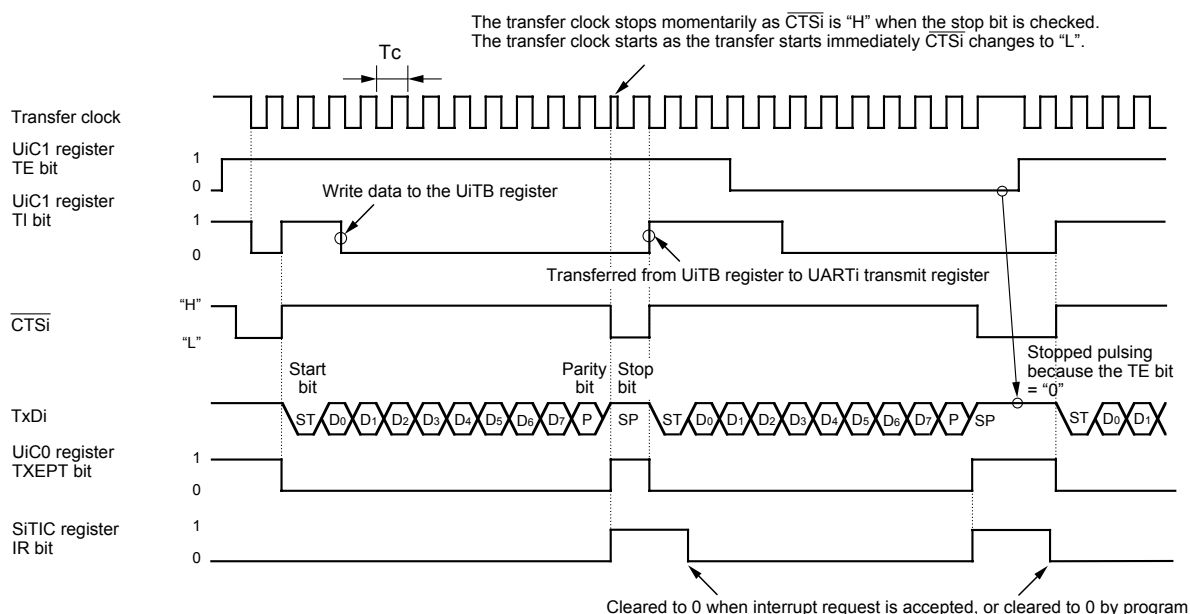 The transfer clock stops momentarily as CTSi is “H” when the stop bit is checked.
The transfer clock starts as the transfer starts immediately CTSi changes to “L”.
Tc
Transfer clock
UiC1 register
TE bit
1
0
Write data to the UiTB register
UiC1 register
TI bit
1
0
Transferred from UiTB register to UARTi transmit register
“H”
CTSi
“L”
Start
bit
Parity
bit
Stop
bit
Stopped pulsing
because the TE bit
= “0”
TxDi
ST D0 D1 D2 D3 D4 D5 D6 D7 P SP ST D0 D1 D2 D3 D4 D5 D6 D7 P SP ST D0 D1
UiC0 register
TXEPT bit
1
0
SiTIC register
IR bit
1
0
Cleared to 0 when interrupt request is accepted, or cleared to 0 by program